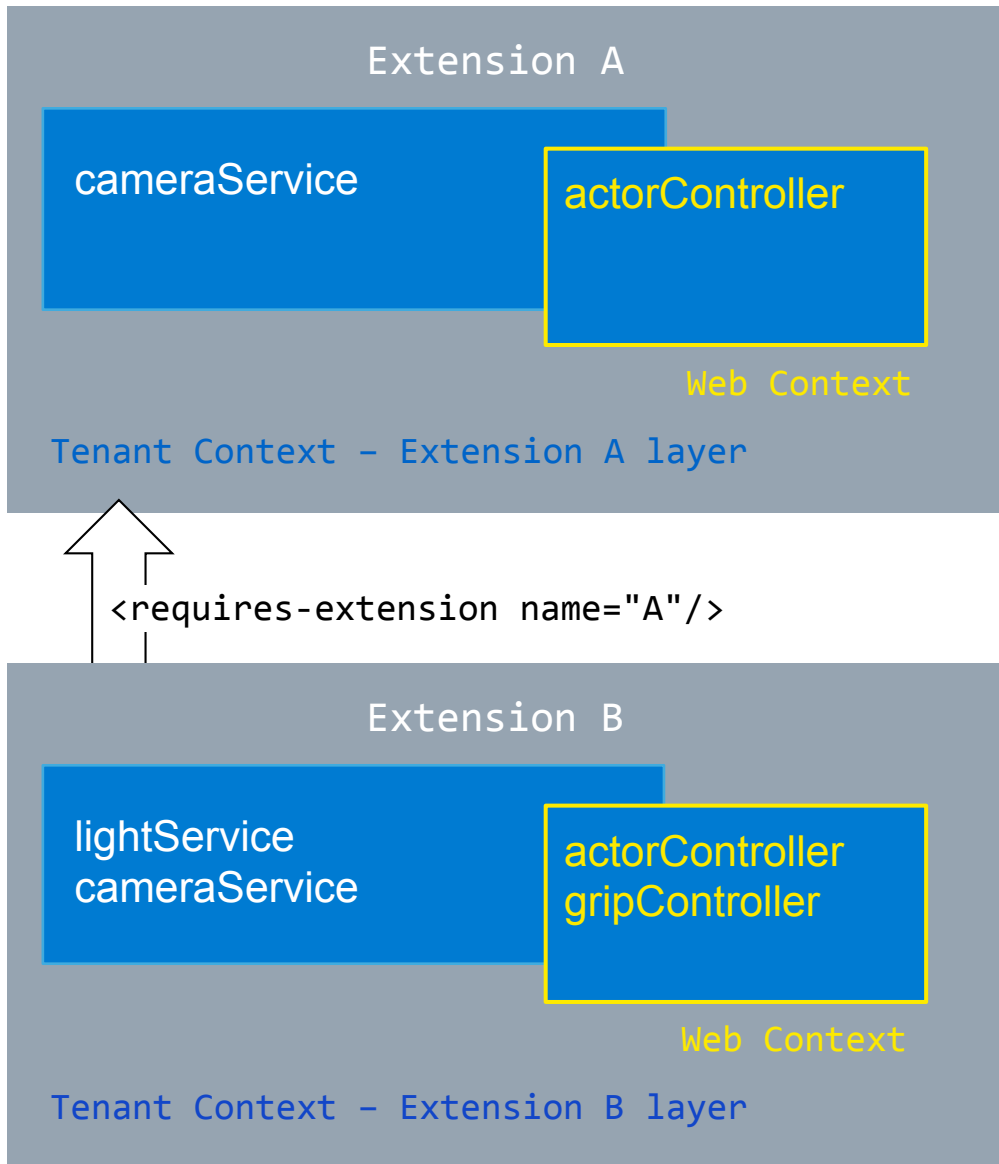 Extension A
cameraService
actorController
Web Context
Tenant Context – Extension A layer
<requires-extension name="A"/>
Extension B
lightService
cameraService
actorController
gripController
Web Context
Tenant Context – Extension B layer